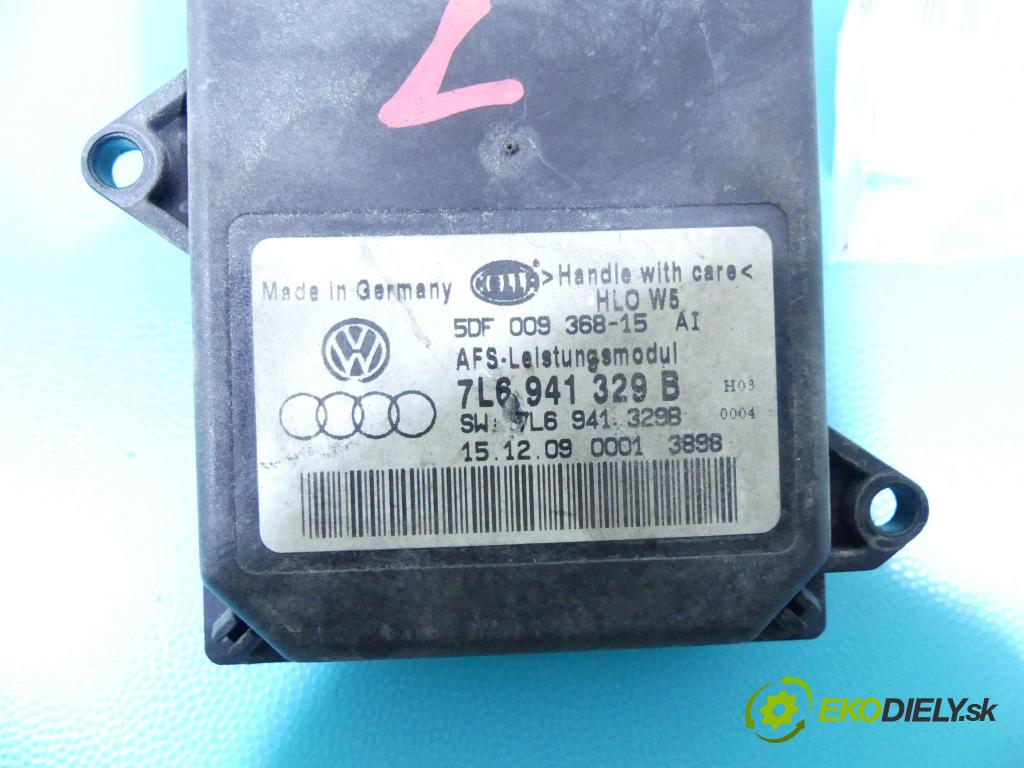 7
Made in Germany
HELLA
>Handle with care<
HLO W5
5DF 009 368-15 AI
AFS-Leistungsmodul
7L6 941 329 B H03
SW: 7L6 941 329B 0004
15.12.09 0001 3898
EKODIELY.sk